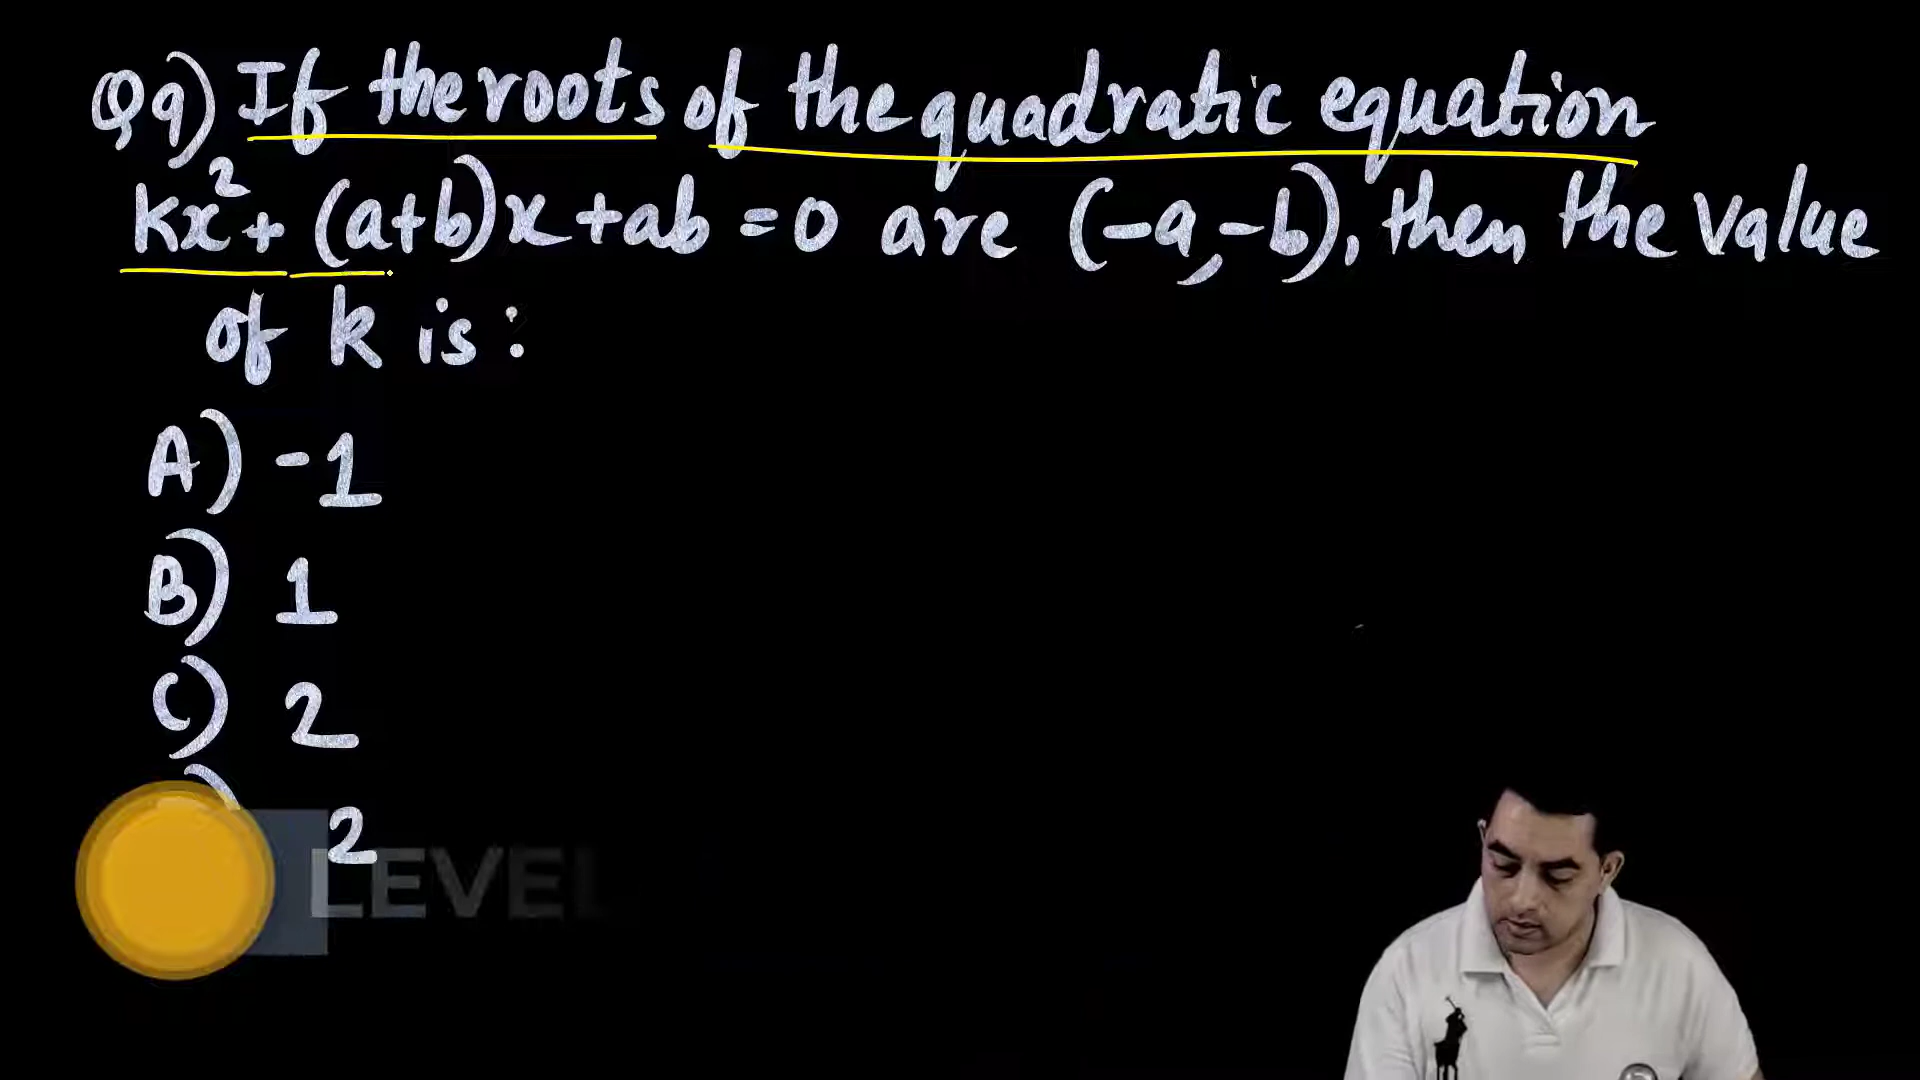 Q9) If the roots of the quadratic equation
kx² + (a+b)x + ab = 0 are (-a, -b), then the value
of k is :
A) -1
B) 1
C) 2
) 2
LEVEL